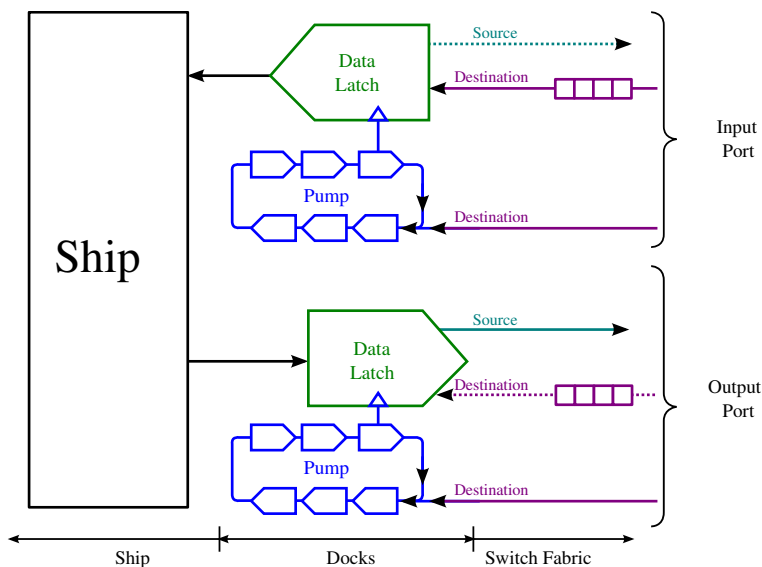 Source
Data
Latch
Destination
Input
Port
Pump
Destination
Ship
Source
Data
Latch
Destination
Output
Port
Pump
Destination
Ship
Docks
Switch Fabric